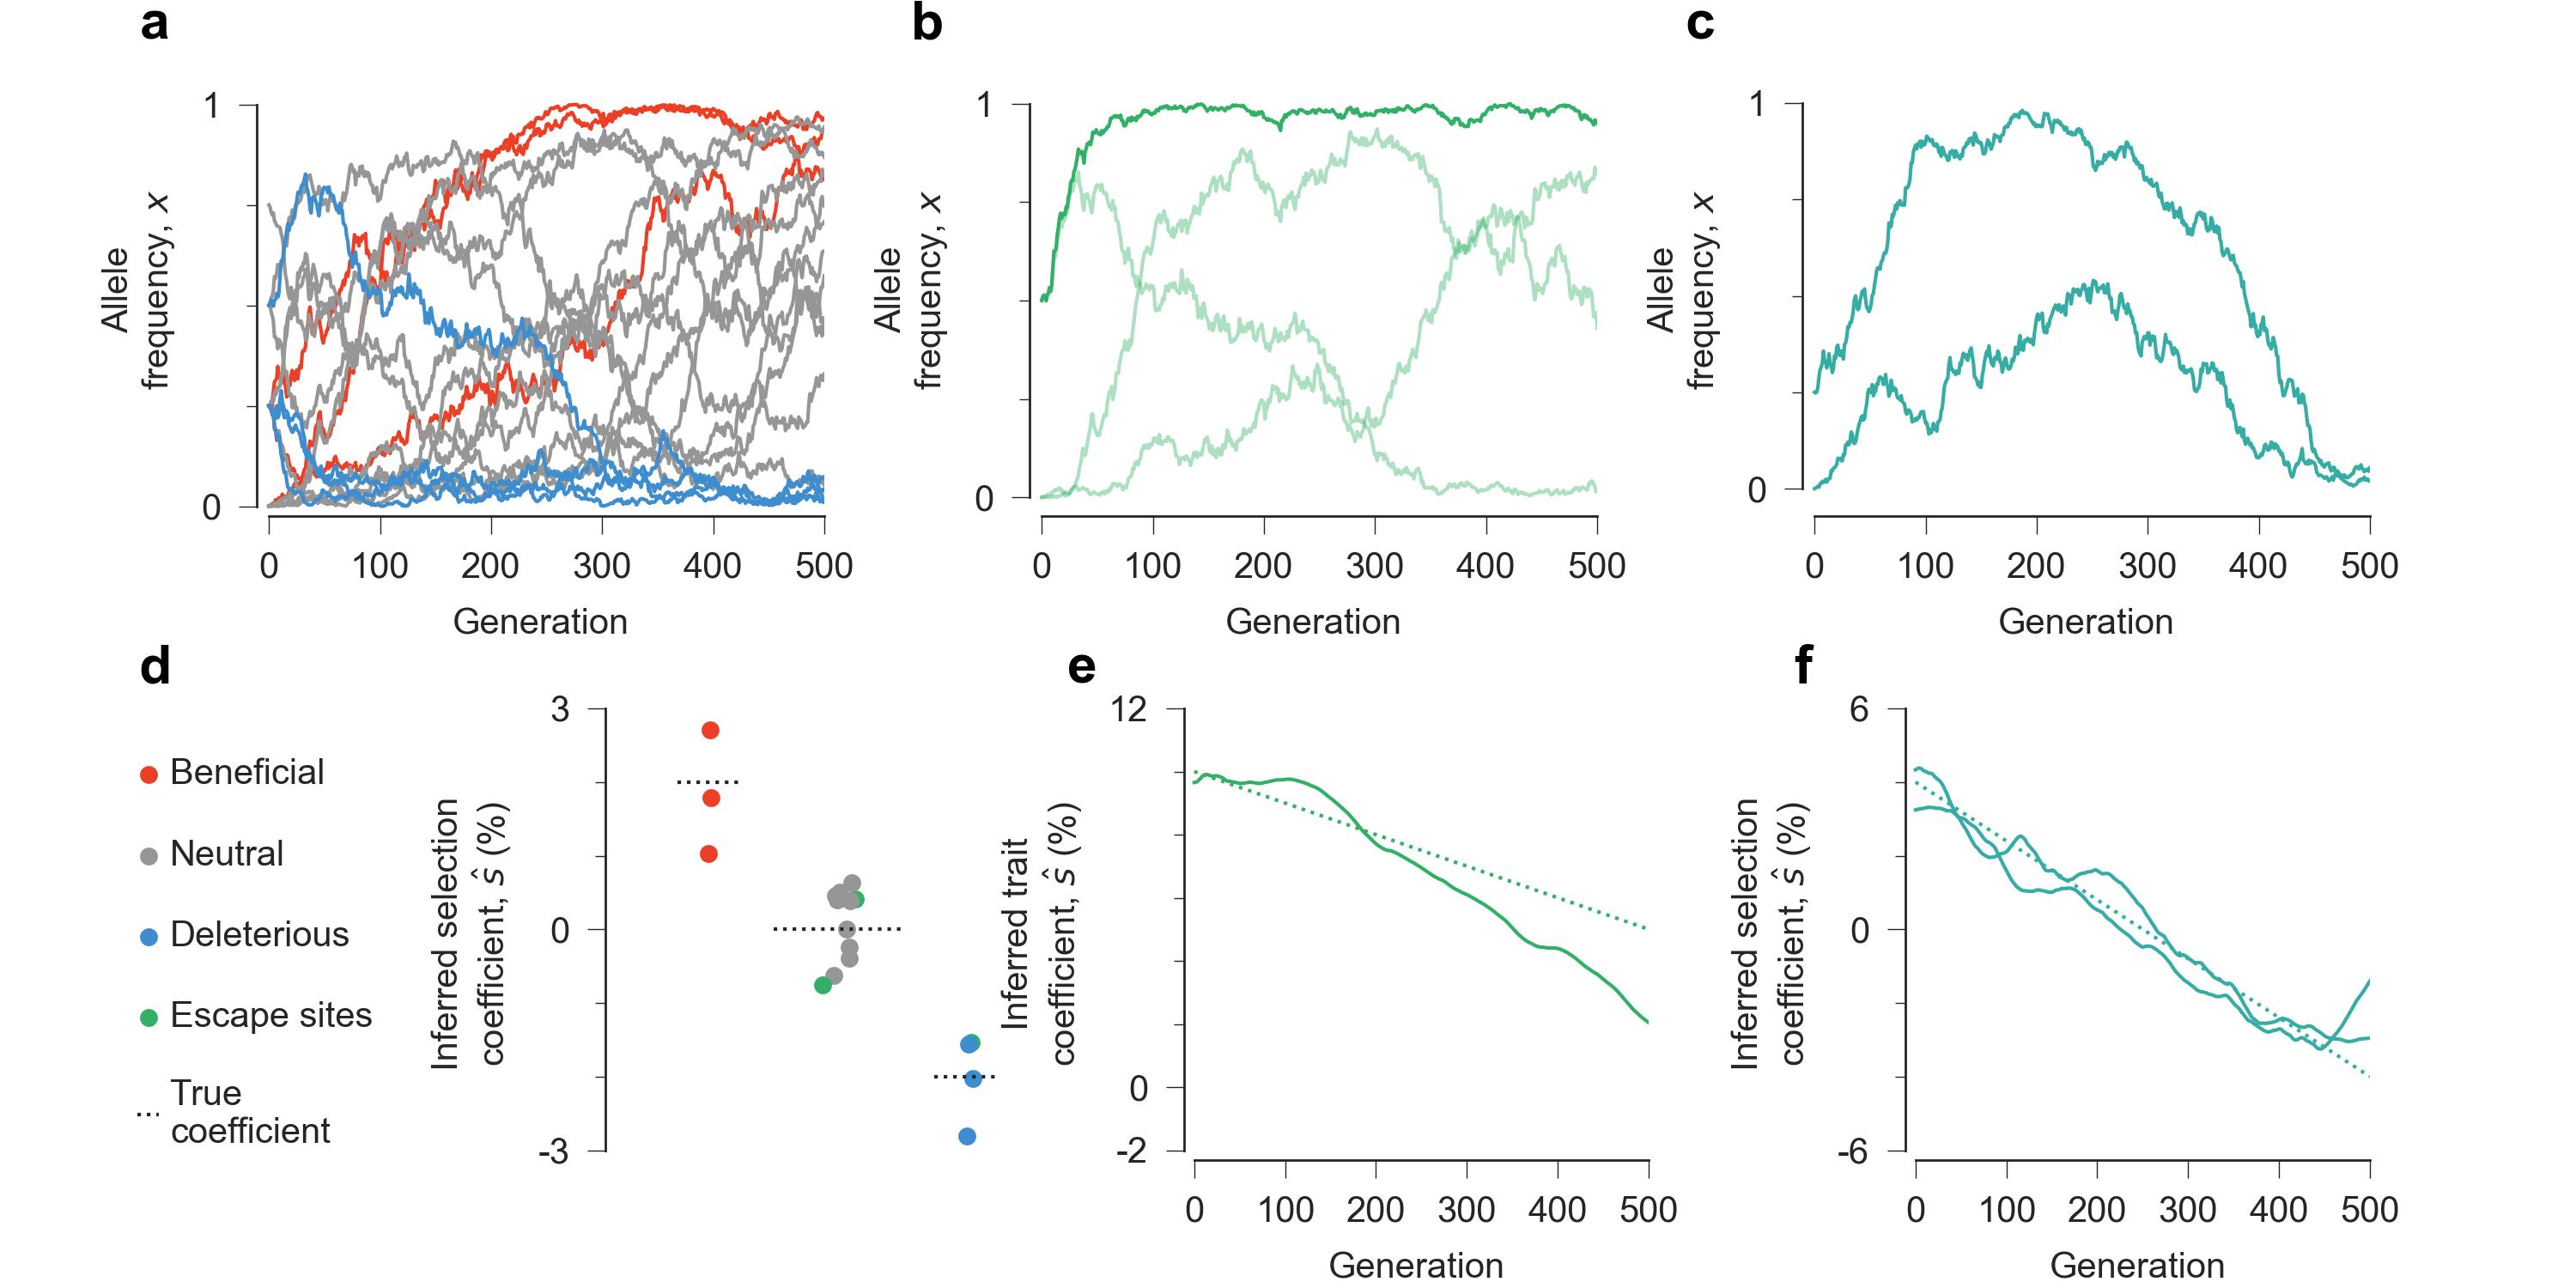 a
b
c
1
0
Allele
frequency, x
0 100 200 300 400 500
Generation
1
0
Allele
frequency, x
0 100 200 300 400 500
Generation
1
0
Allele
frequency, x
0 100 200 300 400 500
Generation
d
Beneficial
Neutral
Deleterious
Escape sites
True
coefficient
3
0
-3
Inferred selection
coefficient, ŝ (%)
e
12
0
-2
Inferred trait
coefficient, ŝ (%)
0 100 200 300 400 500
Generation
f
6
0
-6
Inferred selection
coefficient, ŝ (%)
0 100 200 300 400 500
Generation